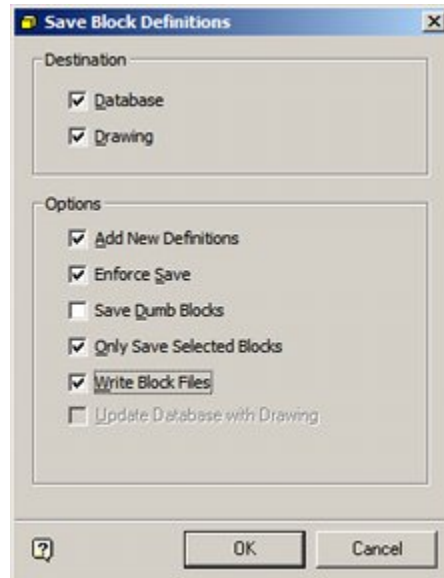 Save Block Definitions
Destination
Database
Drawing
Options
Add New Definitions
Enforce Save
Save Dumb Blocks
Only Save Selected Blocks
Write Block Files
Update Database with Drawing
OK
Cancel